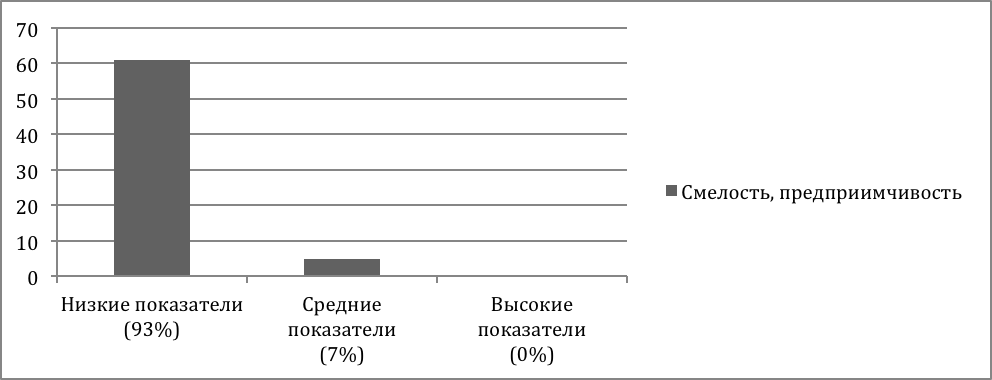 70
60
50
40
30
20
10
0
Низкие показатели
(93%)
Средние
показатели
(7%)
Высокие
показатели
(0%)
Смелость, предприимчивость